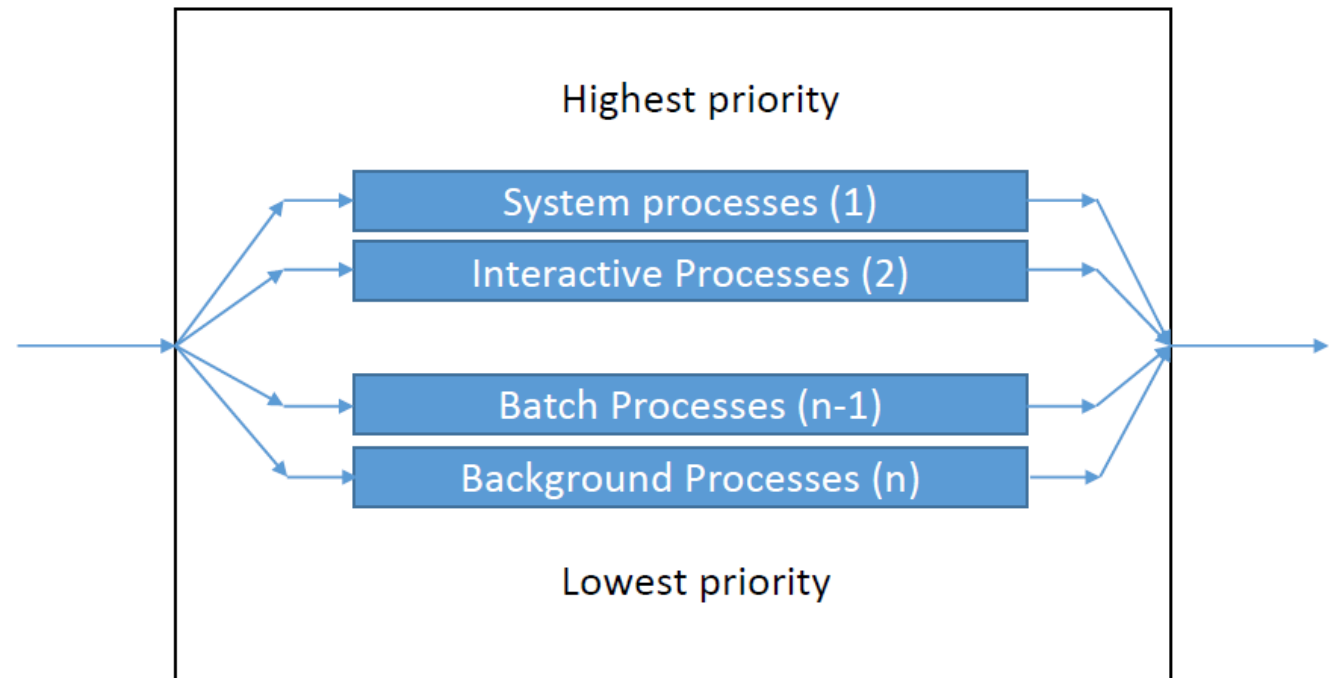 Highest priority
System processes (1)
Interactive Processes (2)
Batch Processes (n-1)
Background Processes (n)
Lowest priority